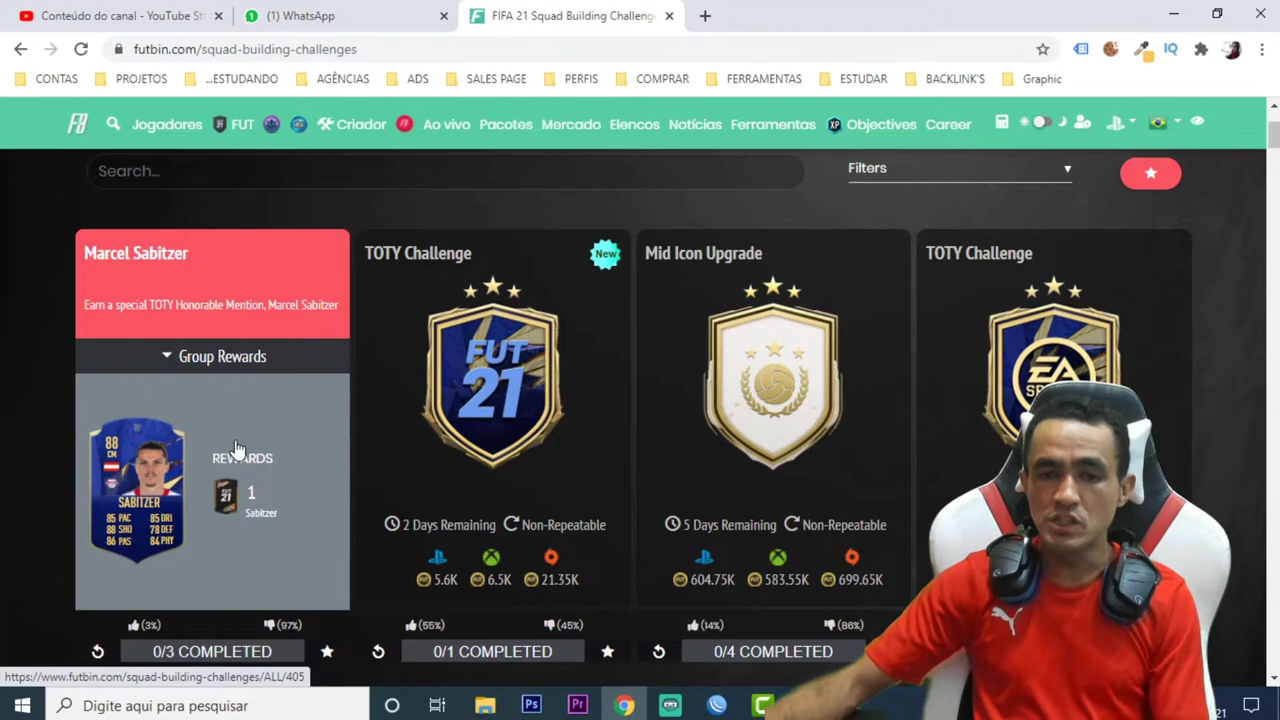 Conteúdo do canal - YouTube St
(1) WhatsApp
FIFA 21 Squad Building Challeng
futbin.com/squad-building-challenges
CONTAS
PROJETOS
...ESTUDANDO
AGÊNCIAS
ADS
SALES PAGE
PERFIS
COMPRAR
FERRAMENTAS
ESTUDAR
BACKLINK'S
Graphic
Jogadores
FUT
Criador
Ao vivo
Pacotes
Mercado
Elencos
Notícias
Ferramentas
XP
Objectives
Career
Search...
Filters
Marcel Sabitzer
Earn a special TOTY Honorable Mention, Marcel Sabitzer
Group Rewards
88
CM
SABITZER
85 PAC 85 DRI
88 SHO 78 DEF
86 PAS 84 PHY
REWARDS
1
Sabitzer
(3%)
(97%)
0/3 COMPLETED
TOTY Challenge
New
FUT
21
2 Days Remaining
Non-Repeatable
5.6K
6.5K
21.35K
(55%)
(45%)
0/1 COMPLETED
Mid Icon Upgrade
5 Days Remaining
Non-Repeatable
604.75K
583.55K
699.65K
(14%)
(86%)
0/4 COMPLETED
TOTY Challenge
https://www.futbin.com/squad-building-challenges/ALL/405
Digite aqui para pesquisar
Ps
Pr
21